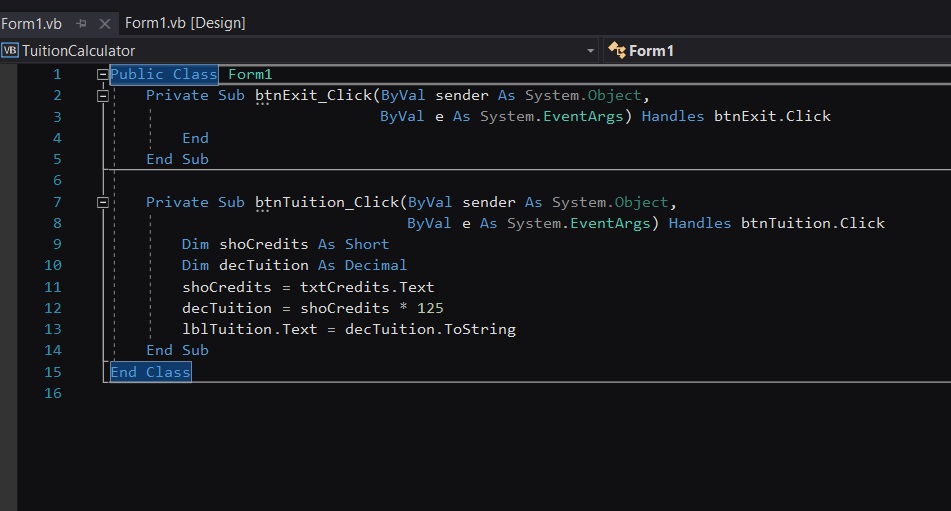 Form1.vb Form1.vb [Design]
VB TuitionCalculator Form1
1 Public Class Form1
2 Private Sub btnExit_Click(ByVal sender As System.Object,
3 ByVal e As System.EventArgs) Handles btnExit.Click
4 End
5 End Sub
6
7 Private Sub btnTuition_Click(ByVal sender As System.Object,
8 ByVal e As System.EventArgs) Handles btnTuition.Click
9 Dim shoCredits As Short
10 Dim decTuition As Decimal
11 shoCredits = txtCredits.Text
12 decTuition = shoCredits * 125
13 lblTuition.Text = decTuition.ToString
14 End Sub
15 End Class
16